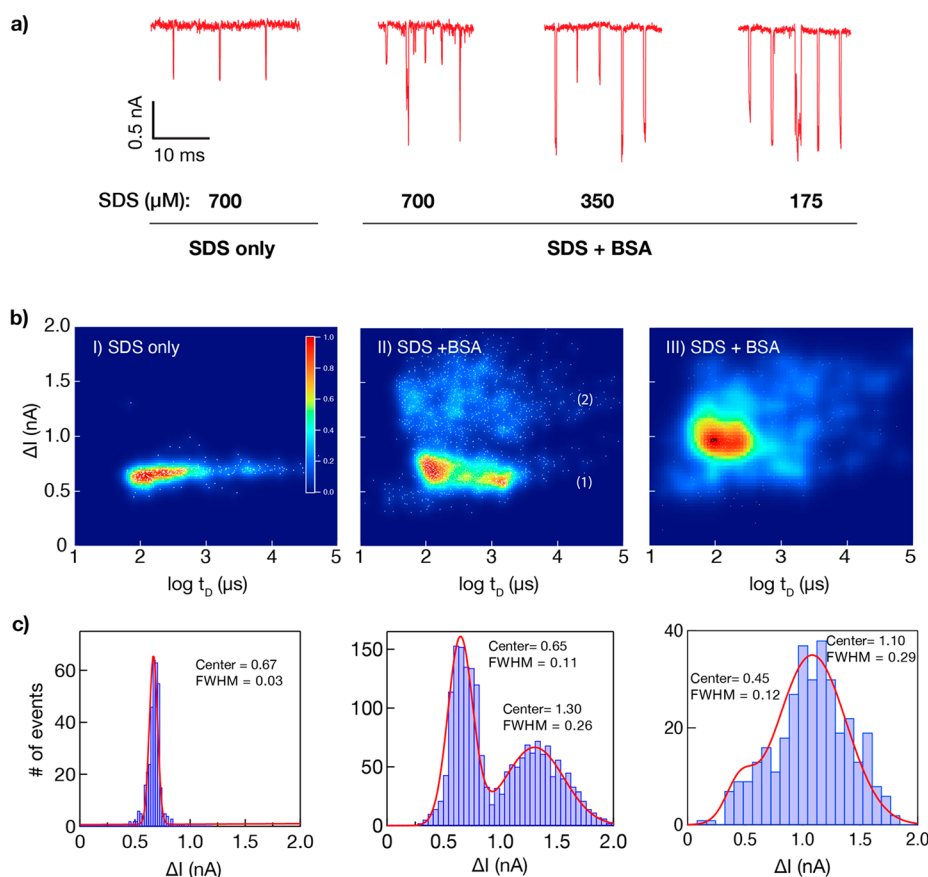 a)
0.5 nA
10 ms
SDS (μM): 700 700 350 175
SDS only SDS + BSA
b)
I) SDS only
II) SDS +BSA
III) SDS + BSA
2.0
1.5
1.0
0.5
0
ΔI (nA)
1.0
0.8
0.6
0.4
0.2
0.0
(2)
(1)
1 2 3 4 5 1 2 3 4 5 1 2 3 4 5
log tD (μs) log tD (μs) log tD (μs)
c)
# of events
60
40
20
0
Center= 0.67
FWHM = 0.03
0 0.5 1.0 1.5 2.0
ΔI (nA)
150
100
50
0
Center= 0.65
FWHM = 0.11
Center=1.30
FWHM = 0.26
0 0.5 1.0 1.5 2.0
ΔI (nA)
40
20
0
Center= 1.10
FWHM = 0.29
Center= 0.45
FWHM = 0.12
0 0.5 1.0 1.5 2.0
ΔI (nA)